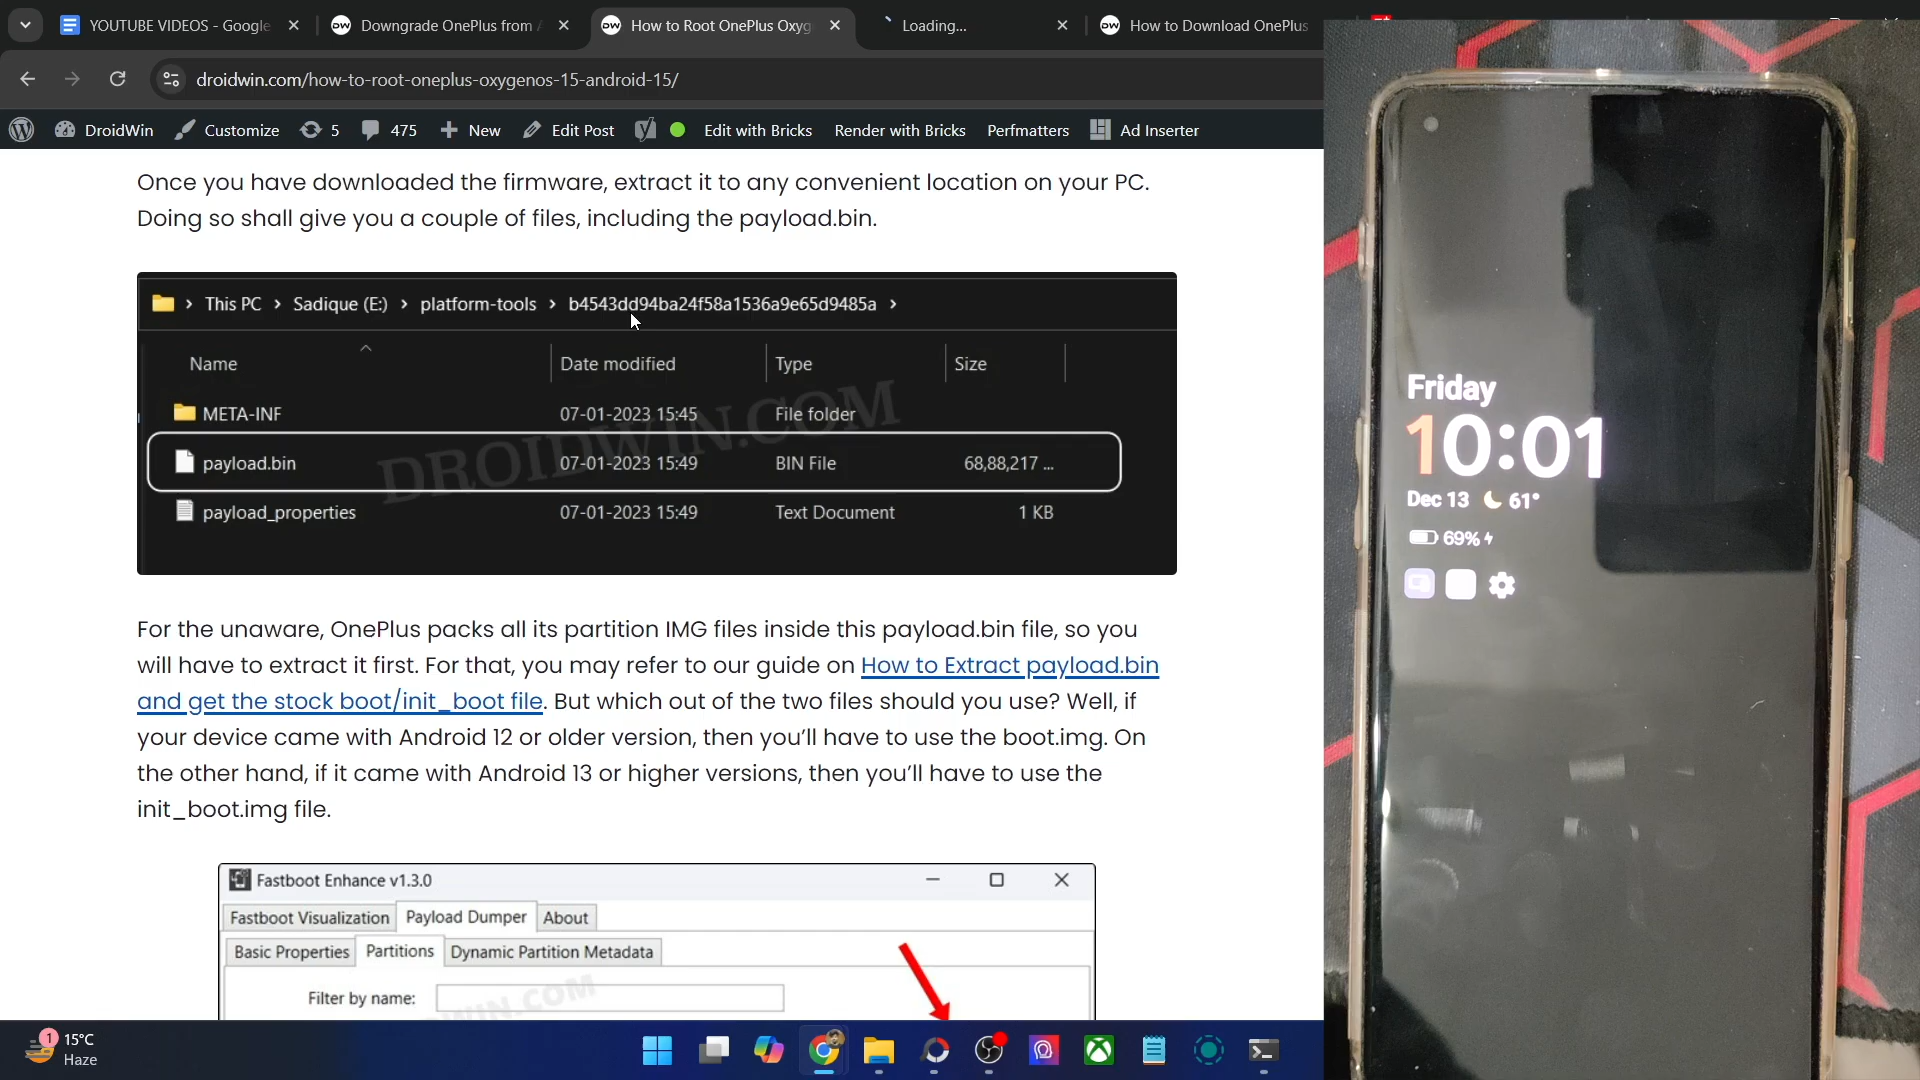 YOUTUBE VIDEOS - Google
Downgrade OnePlus from
How to Root OnePlus Oxyg
Loading...
How to Download OnePlus
droidwin.com/how-to-root-oneplus-oxygenos-15-android-15/
DroidWin
Customize
5
475
New
Edit Post
Edit with Bricks
Render with Bricks
Perfmatters
Ad Inserter
Once you have downloaded the firmware, extract it to any convenient location on your PC.
Doing so shall give you a couple of files, including the payload.bin.
This PC > Sadique (E:) > platform-tools > b4543dd94ba24f58a1536a9e65d9485a >
Name Date modified Type Size
META-INF 07-01-2023 15:45 File folder
payload.bin 07-01-2023 15:49 BIN File 68,88,217 ...
payload_properties 07-01-2023 15:49 Text Document 1 KB
DROIDWIN.COM
For the unaware, OnePlus packs all its partition IMG files inside this payload.bin file, so you
will have to extract it first. For that, you may refer to our guide on How to Extract payload.bin
and get the stock boot/init_boot file. But which out of the two files should you use? Well, if
your device came with Android 12 or older version, then you'll have to use the boot.img. On
the other hand, if it came with Android 13 or higher versions, then you'll have to use the
init_boot.img file.
Fastboot Enhance v1.3.0
Fastboot Visualization Payload Dumper About
Basic Properties Partitions Dynamic Partition Metadata
Filter by name:
1
15°C
Haze
Friday
10:01
Dec 13 61°
69%